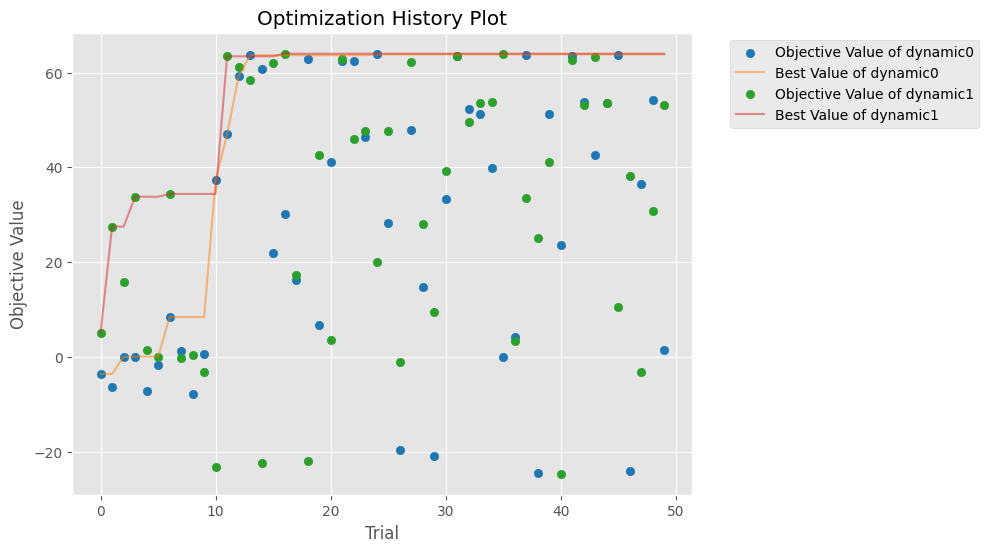 Optimization History Plot
Objective Value of dynamic0
Best Value of dynamic0
Objective Value of dynamic1
Best Value of dynamic1
Objective Value
60
40
20
0
−20
0 10 20 30 40 50
Trial